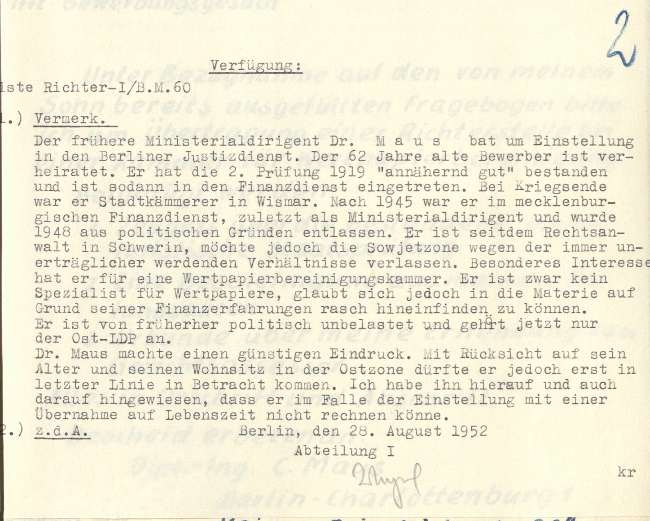 2
Verfügung:
iste Richter-I/B.M.60
1.) Vermerk.
Der frühere Ministerialdirigent Dr. M a u s bat um Einstellung
in den Berliner Justizdienst. Der 62 Jahre alte Bewerber ist ver-
heiratet. Er hat die 2. Prüfung 1919 "annähernd gut" bestanden
und ist sodann in den Finanzdienst eingetreten. Bei Kriegsende
war er Stadtkämmerer in Wismar. Nach 1945 war er im mecklenbur-
gischen Finanzdienst, zuletzt als Ministerialdirigent und wurde
1948 aus politischen Gründen entlassen. Er ist seitdem Rechtsan-
walt in Schwerin, möchte jedoch die Sowjetzone wegen der immer un-
erträglicher werdenden Verhältnisse verlassen. Besonderes Interesse
hat er für eine Wertpapierbereinigungskammer. Er ist zwar kein
Spezialist für Wertpapiere, glaubt sich jedoch in die Materie auf
Grund seiner Finanzerfahrungen rasch hineinfinden zu können.
Er ist von früherher politisch unbelastet und gehört jetzt nur
der Ost-LDP an.
Dr. Maus machte einen günstigen Eindruck. Mit Rücksicht auf sein
Alter und seinen Wohnsitz in der Ostzone dürfte er jedoch erst in
letzter Linie in Betracht kommen. Ich habe ihn hierauf und auch
darauf hingewiesen, dass er im Falle der Einstellung mit einer
Übernahme auf Lebenszeit nicht rechnen könne.
2.) z.d.A. Berlin, den 28. August 1952
Abteilung I
kr